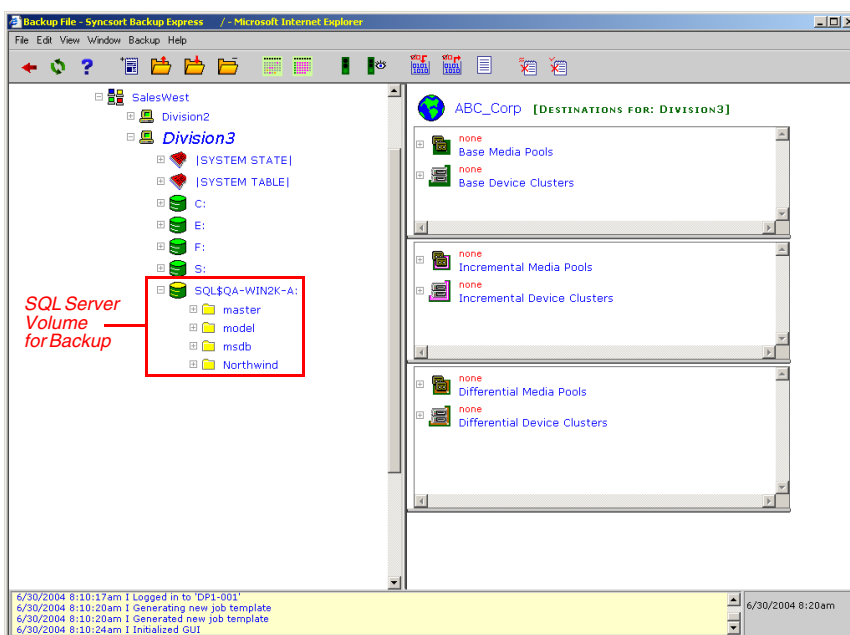 Backup File - Syncsort Backup Express / - Microsoft Internet Explorer
File Edit View Window Backup Help
SalesWest
Division2
Division3
|SYSTEM STATE|
|SYSTEM TABLE|
C:
E:
F:
S:
SQL$QA-WIN2K-A:
master
model
msdb
Northwind
SQL Server
Volume
for Backup
ABC_Corp [Destinations for: Division3]
none
Base Media Pools
none
Base Device Clusters
none
Incremental Media Pools
none
Incremental Device Clusters
none
Differential Media Pools
none
Differential Device Clusters
6/30/2004 8:10:17am I Logged in to 'DP1-001'
6/30/2004 8:10:20am I Generating new job template
6/30/2004 8:10:20am I Generated new job template
6/30/2004 8:10:24am I Initialized GUI
6/30/2004 8:20am